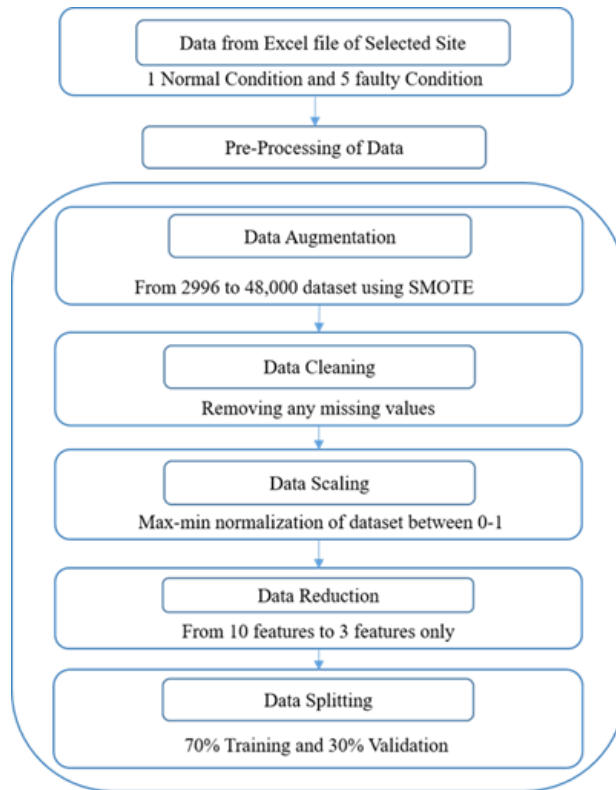 Data from Excel file of Selected Site
1 Normal Condition and 5 faulty Condition
Pre-Processing of Data
Data Augmentation
From 2996 to 48,000 dataset using SMOTE
Data Cleaning
Removing any missing values
Data Scaling
Max-min normalization of dataset between 0-1
Data Reduction
From 10 features to 3 features only
Data Splitting
70% Training and 30% Validation